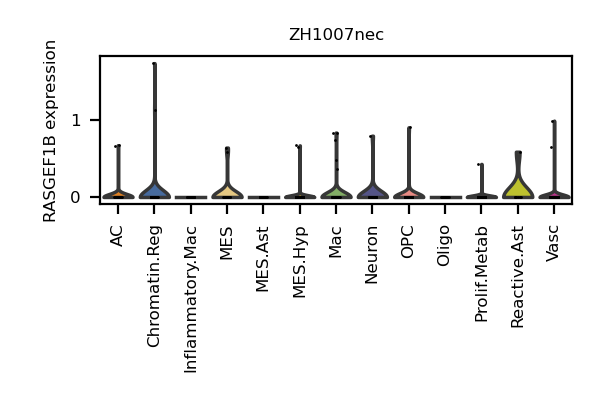 ZH1007nec
RASGEF1B expression
1
0
AC
Chromatin.Reg
Inflammatory.Mac
MES
MES.Ast
MES.Hyp
Mac
Neuron
OPC
Oligo
Prolif.Metab
Reactive.Ast
Vasc